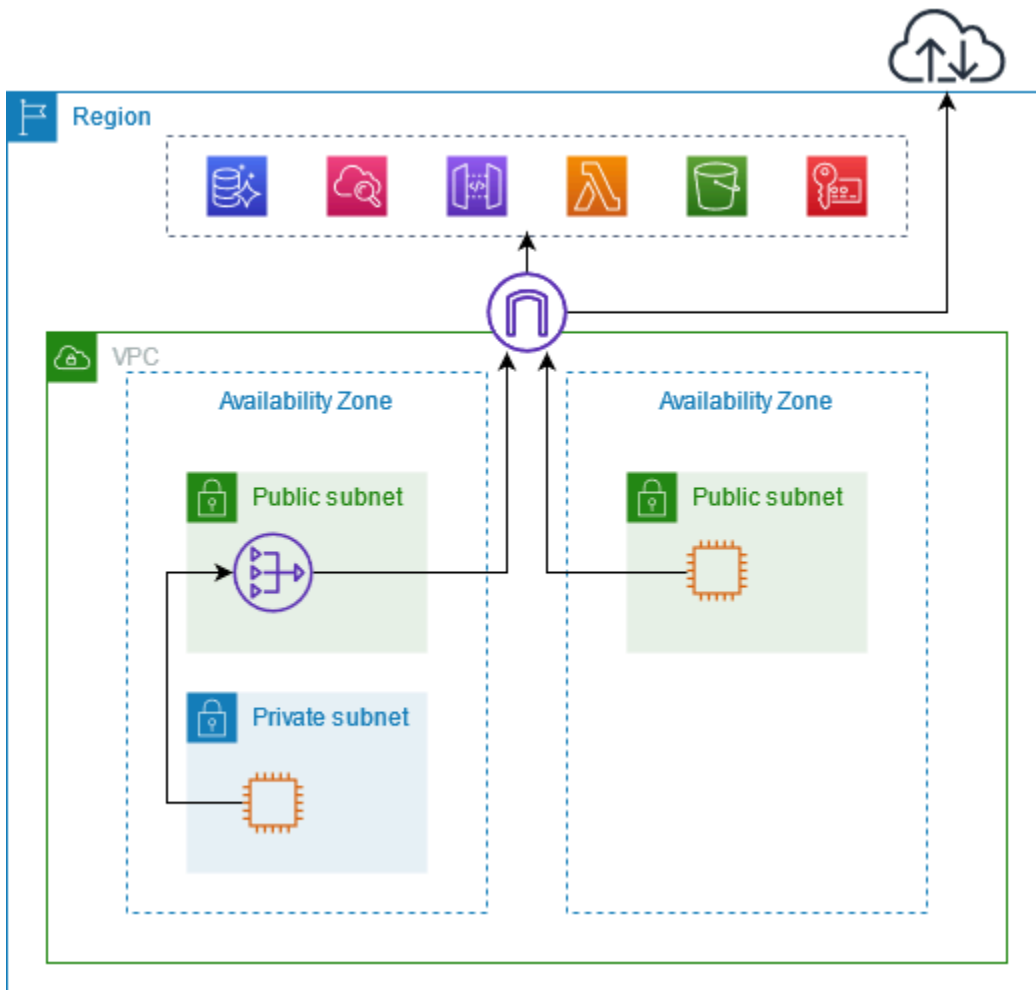 Region
VPC
Availability Zone
Availability Zone
Public subnet
Public subnet
Private subnet